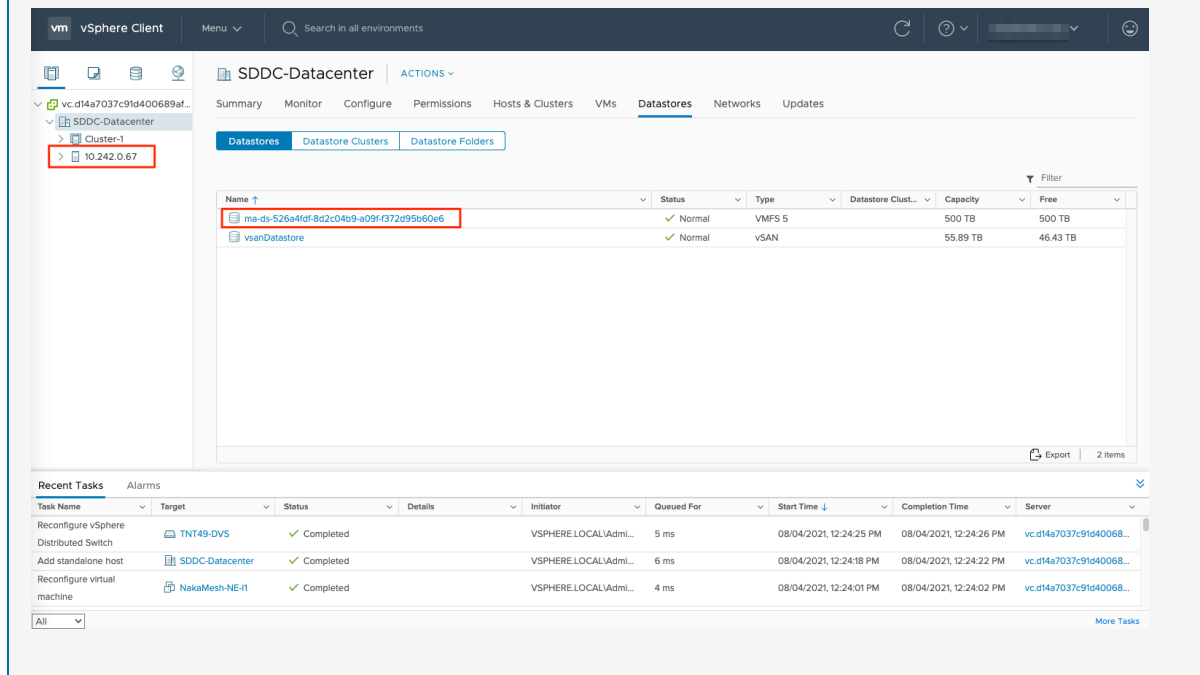 vm vSphere Client Menu Search in all environments
SDDC-Datacenter ACTIONS
vc.d14a7037c91d400689af...
SDDC-Datacenter
Cluster-1
10.242.0.67
Summary Monitor Configure Permissions Hosts & Clusters VMs Datastores Networks Updates
Datastores Datastore Clusters Datastore Folders
Filter
Name Status Type Datastore Clust... Capacity Free
ma-ds-526a4fdf-8d2c04b9-a09f-f372d95b60e6 Normal VMFS 5 500 TB 500 TB
vsanDatastore Normal vSAN 55.89 TB 46.43 TB
Export 2 items
Recent Tasks Alarms
Task Name Target Status Details Initiator Queued For Start Time Completion Time Server
Reconfigure vSphere
Distributed Switch TNT49-DVS Completed VSPHERE.LOCAL\Admi... 5 ms 08/04/2021, 12:24:25 PM 08/04/2021, 12:24:26 PM vc.d14a7037c91d40068...
Add standalone host SDDC-Datacenter Completed VSPHERE.LOCAL\Admi... 6 ms 08/04/2021, 12:24:18 PM 08/04/2021, 12:24:22 PM vc.d14a7037c91d40068...
Reconfigure virtual
machine NakaMesh-NE-I1 Completed VSPHERE.LOCAL\Admi... 4 ms 08/04/2021, 12:24:01 PM 08/04/2021, 12:24:02 PM vc.d14a7037c91d40068...
All More Tasks